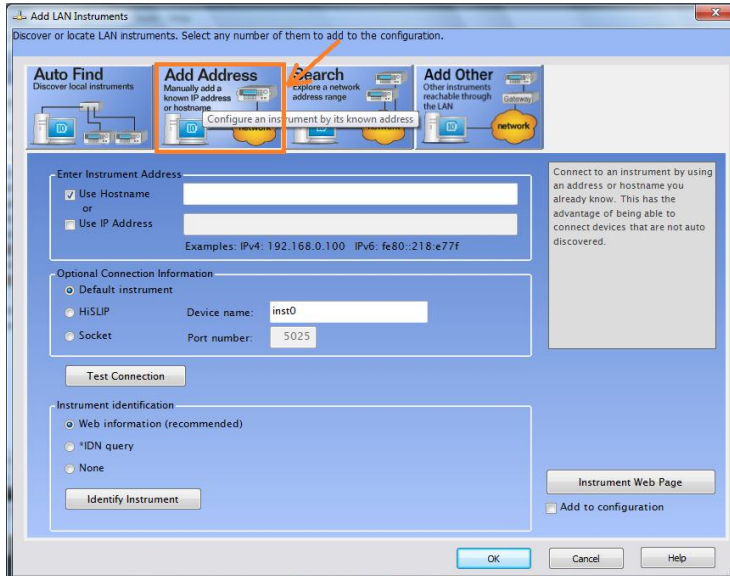 Add LAN Instruments
Discover or locate LAN instruments. Select any number of them to add to the configuration.
Auto Find
Discover local instruments
IO
Add Address
Manually add a
known IP address
or hostname
IO
network
Search
Explore a network
address range
IO
network
Add Other
Other instruments
reachable through
the LAN
Gateway
IO
network
Configure an instrument by its known address
Enter Instrument Address
Use Hostname
or
Use IP Address
Examples: IPv4: 192.168.0.100 IPv6: fe80::218:e77f
Optional Connection Information
Default instrument
HiSLIP
Device name: inst0
Socket
Port number: 5025
Test Connection
Instrument identification
Web information (recommended)
*IDN query
None
Identify Instrument
Connect to an instrument by using
an address or hostname you
already know. This has the
advantage of being able to
connect devices that are not auto
discovered.
Instrument Web Page
Add to configuration
OK
Cancel
Help